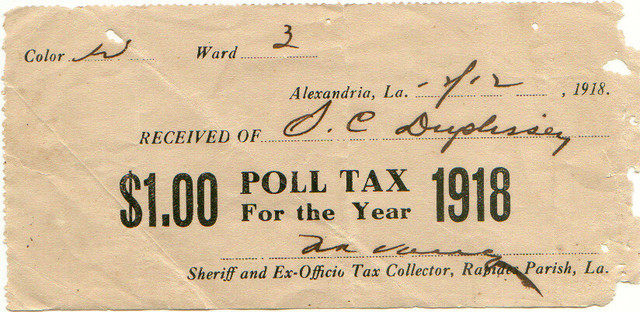 Color W Ward 3
Alexandria, La. , 1918.
RECEIVED OF S. C Duplissey
$1.00 POLL TAX For the Year 1918
Sheriff and Ex-Officio Tax Collector, Rapides Parish, La.